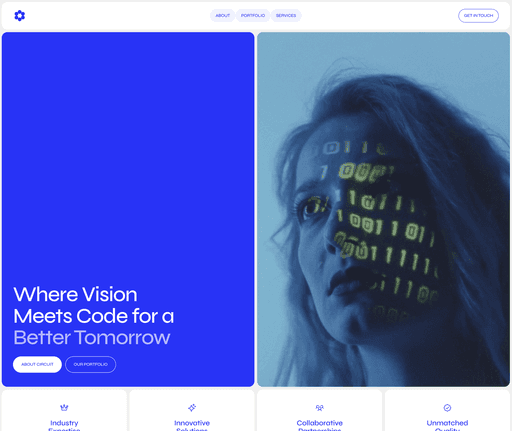 ABOUT
PORTFOLIO
SERVICES
GET IN TOUCH
Where Vision
Meets Code for a
Better Tomorrow
ABOUT CIRCUIT
OUR PORTFOLIO
Industry
Expertise
Innovative
Solutions
Collaborative
Partnerships
Unmatched
Quality